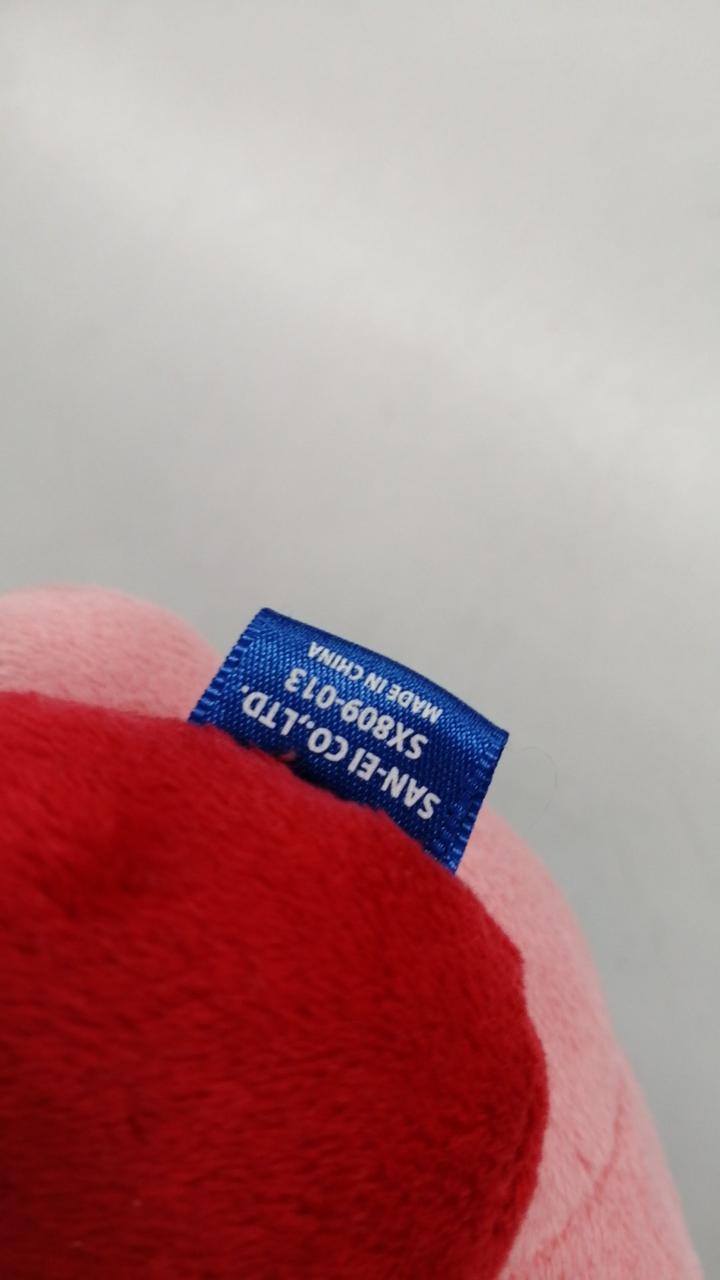 SAN-EI CO.,LTD.
SX809-013
MADE IN CHINA